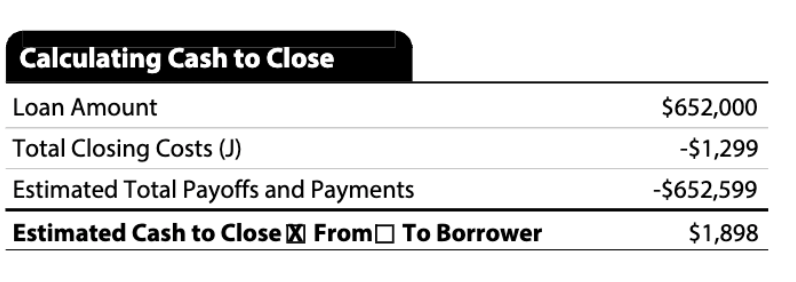 Calculating Cash to Close
Loan Amount $652,000
Total Closing Costs (J) -$1,299
Estimated Total Payoffs and Payments -$652,599
Estimated Cash to Close ☒ From ☐ To Borrower $1,898